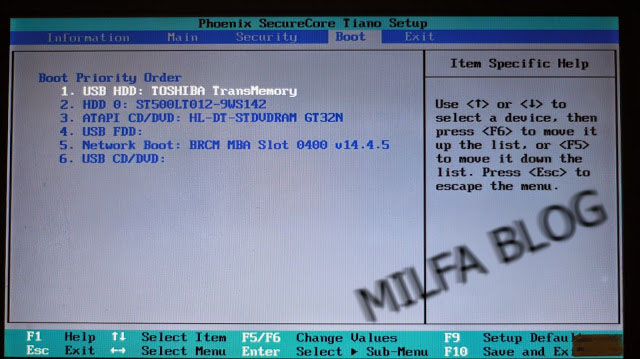 Phoenix SecureCore Tiano Setup
Information Main Security Boot Exit
Item Specific Help
Boot Priority Order
1. USB HDD: TOSHIBA TransMemory
2. HDD 0: ST500LT012-9WS142
3. ATAPI CD/DVD: HL-DT-STDVDRAM GT32N
4. USB FDD:
5. Network Boot: BRCM MBA Slot 0400 v14.4.5
6. USB CD/DVD:
Use <↑> or <↓> to
select a device, then
press <F6> to move it
up the list, or <F5>
to move it down the
list. Press <Esc> to
escape the menu.
MILFA BLOG
F1 Help ↑↓ Select Item F5/F6 Change Values F9 Setup Defau
Esc Exit ↔ Select Menu Enter Select ▶ Sub-Menu F10 Save and Exit